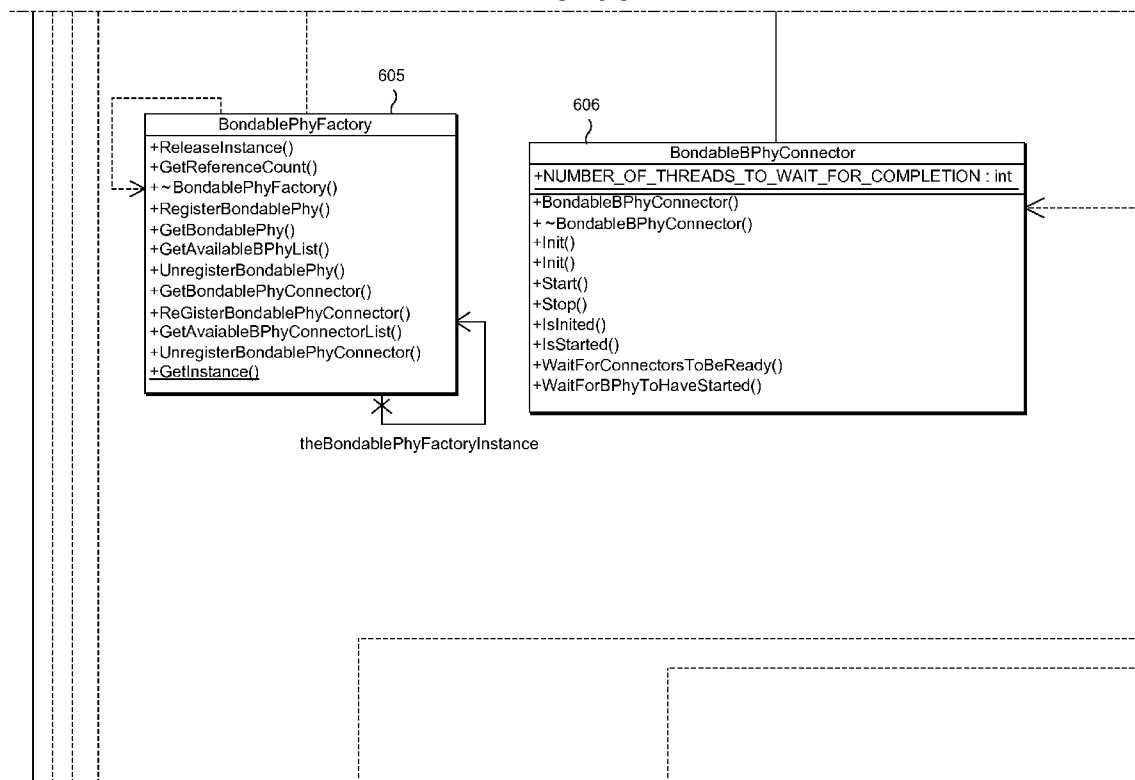 605
BondablePhyFactory
+ReleaseInstance()
+GetReferenceCount()
+~BondablePhyFactory()
+RegisterBondablePhy()
+GetBondablePhy()
+GetAvailableBPhyList()
+UnregisterBondablePhy()
+GetBondablePhyConnector()
+ReGisterBondablePhyConnector()
+GetAvaiableBPhyConnectorList()
+UnregisterBondablePhyConnector()
+GetInstance()
theBondablePhyFactoryInstance
606
BondableBPhyConnector
+NUMBER_OF_THREADS_TO_WAIT_FOR_COMPLETION : int
+BondableBPhyConnector()
+~BondableBPhyConnector()
+Init()
+Init()
+Start()
+Stop()
+IsInited()
+IsStarted()
+WaitForConnectorsToBeReady()
+WaitForBPhyToHaveStarted()